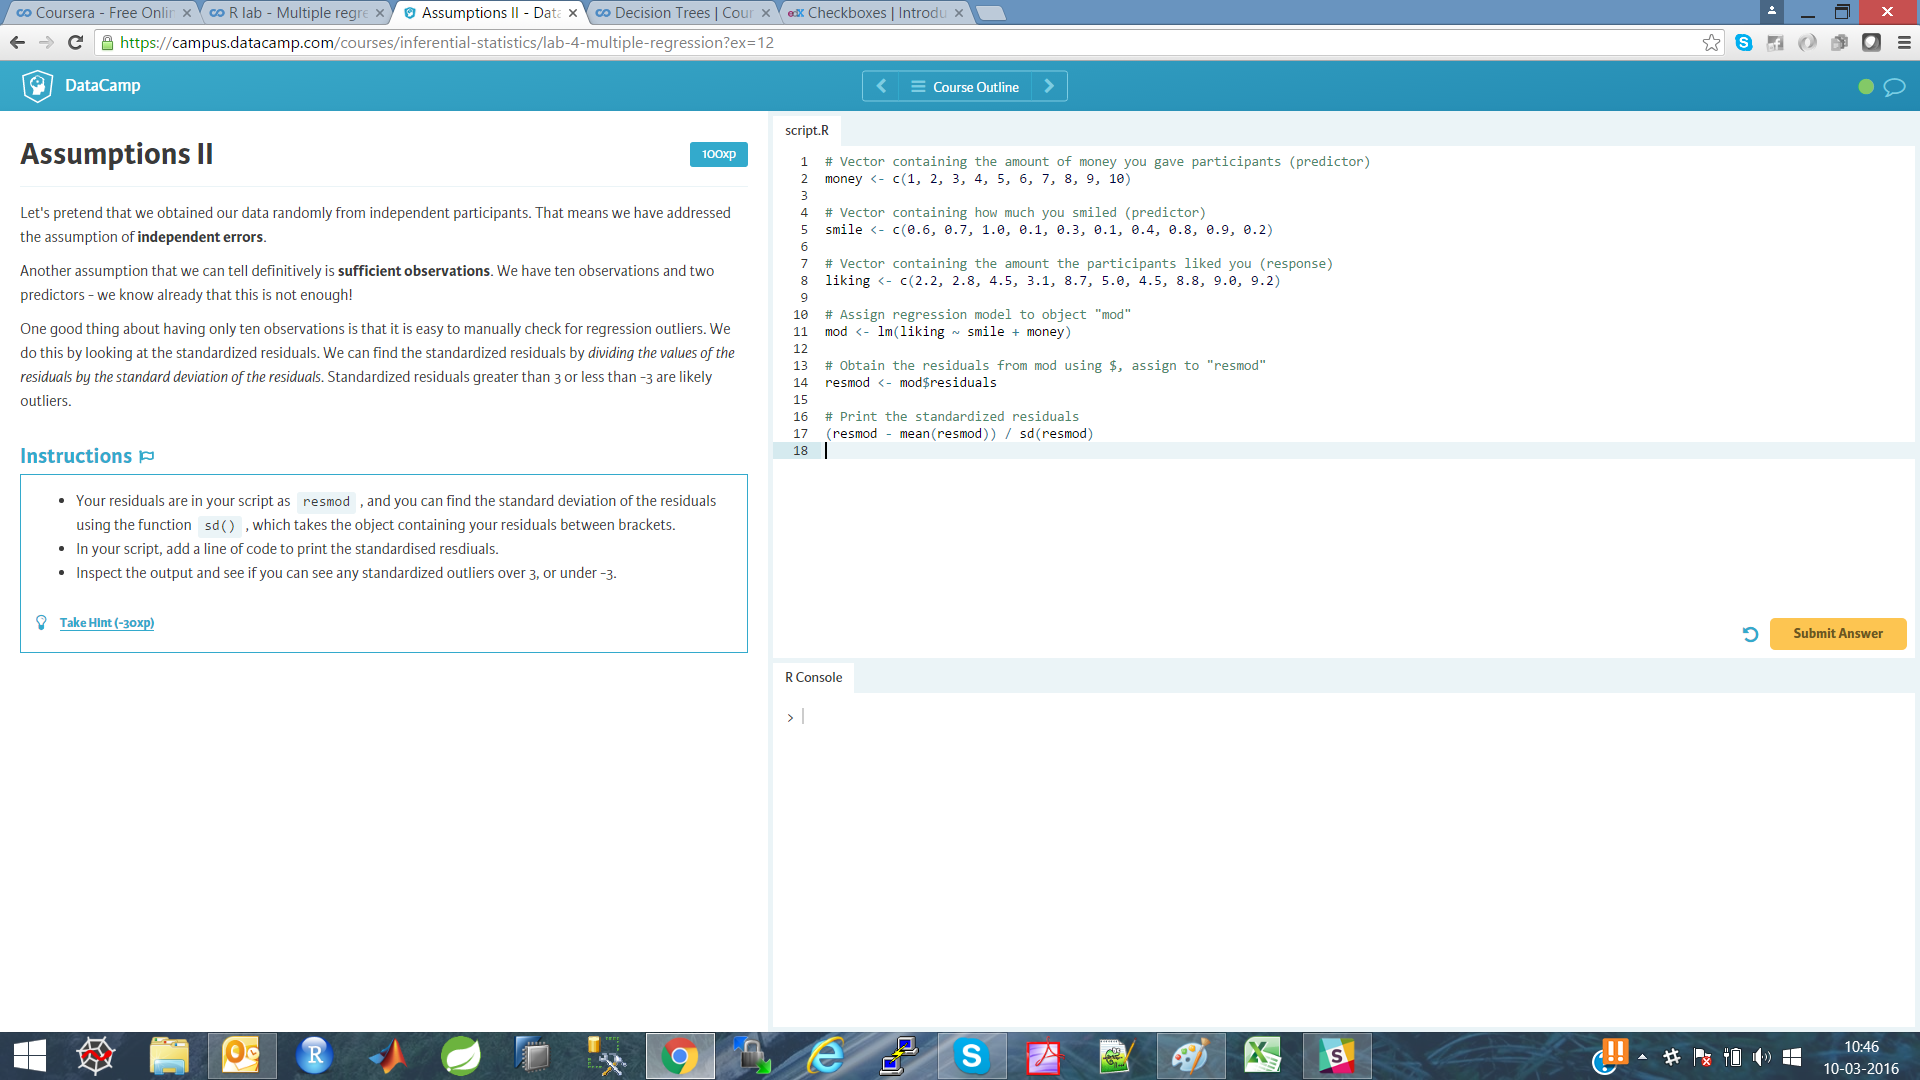 Coursera - Free Onlin
R lab - Multiple regre
Assumptions II - Data
Decision Trees | Cour
edX Checkboxes | Introdu
https://campus.datacamp.com/courses/inferential-statistics/lab-4-multiple-regression?ex=12
DataCamp
Course Outline
Assumptions II
100xp
Let's pretend that we obtained our data randomly from independent participants. That means we have addressed
the assumption of independent errors.
Another assumption that we can tell definitively is sufficient observations. We have ten observations and two
predictors - we know already that this is not enough!
One good thing about having only ten observations is that it is easy to manually check for regression outliers. We
do this by looking at the standardized residuals. We can find the standardized residuals by dividing the values of the
residuals by the standard deviation of the residuals. Standardized residuals greater than 3 or less than -3 are likely
outliers.
Instructions
• Your residuals are in your script as resmod , and you can find the standard deviation of the residuals
using the function sd() , which takes the object containing your residuals between brackets.
• In your script, add a line of code to print the standardised resdiuals.
• Inspect the output and see if you can see any standardized outliers over 3, or under -3.
Take Hint (-30xp)
script.R
1 # Vector containing the amount of money you gave participants (predictor)
2 money <- c(1, 2, 3, 4, 5, 6, 7, 8, 9, 10)
3
4 # Vector containing how much you smiled (predictor)
5 smile <- c(0.6, 0.7, 1.0, 0.1, 0.3, 0.1, 0.4, 0.8, 0.9, 0.2)
6
7 # Vector containing the amount the participants liked you (response)
8 liking <- c(2.2, 2.8, 4.5, 3.1, 8.7, 5.0, 4.5, 8.8, 9.0, 9.2)
9
10 # Assign regression model to object "mod"
11 mod <- lm(liking ~ smile + money)
12
13 # Obtain the residuals from mod using $, assign to "resmod"
14 resmod <- mod$residuals
15
16 # Print the standardized residuals
17 (resmod - mean(resmod)) / sd(resmod)
18
Submit Answer
R Console
>
10:46
10-03-2016